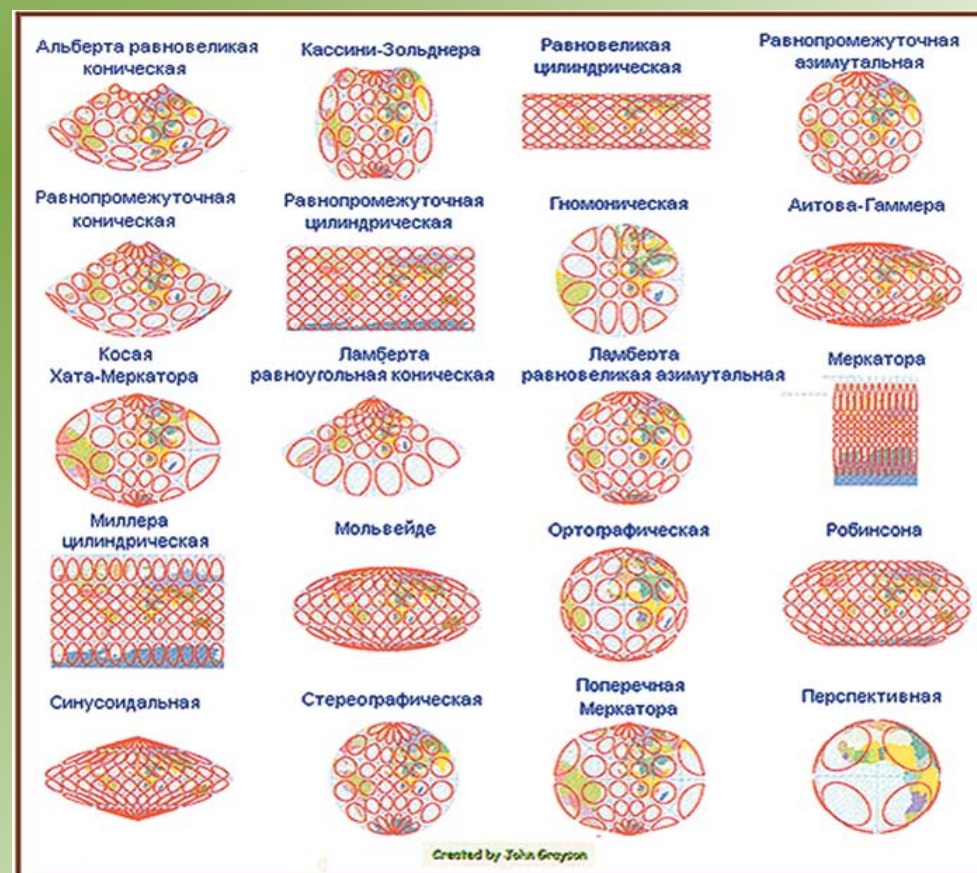 Альберта равновеликая
коническая
Кассини-Зольднера
Равновеликая
цилиндрическая
Равнопромежуточная
азимутальная
Равнопромежуточная
коническая
Равнопромежуточная
цилиндрическая
Гномоническая
Аитова-Гаммера
Косая
Хата-Меркатора
Ламберта
равноугольная коническая
Ламберта
равновеликая азимутальная
Меркатора
Миллера
цилиндрическая
Мольвейде
Ортографическая
Робинсона
Синусоидальная
Стереографическая
Поперечная
Меркатора
Перспективная
Created by John Grayson